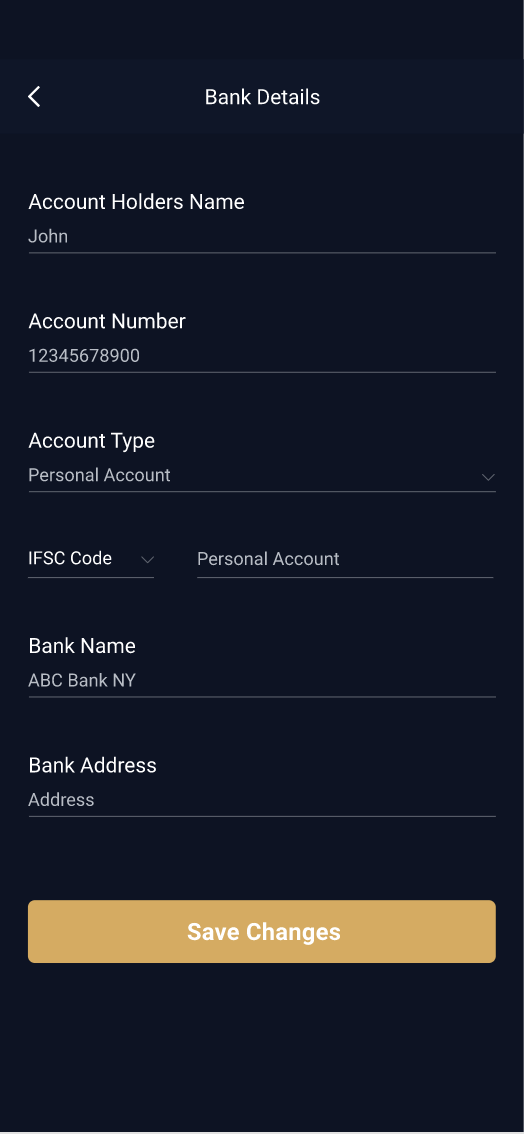 Bank Details
Account Holders Name
John
Account Number
12345678900
Account Type
Personal Account
IFSC Code Personal Account
Bank Name
ABC Bank NY
Bank Address
Address
Save Changes